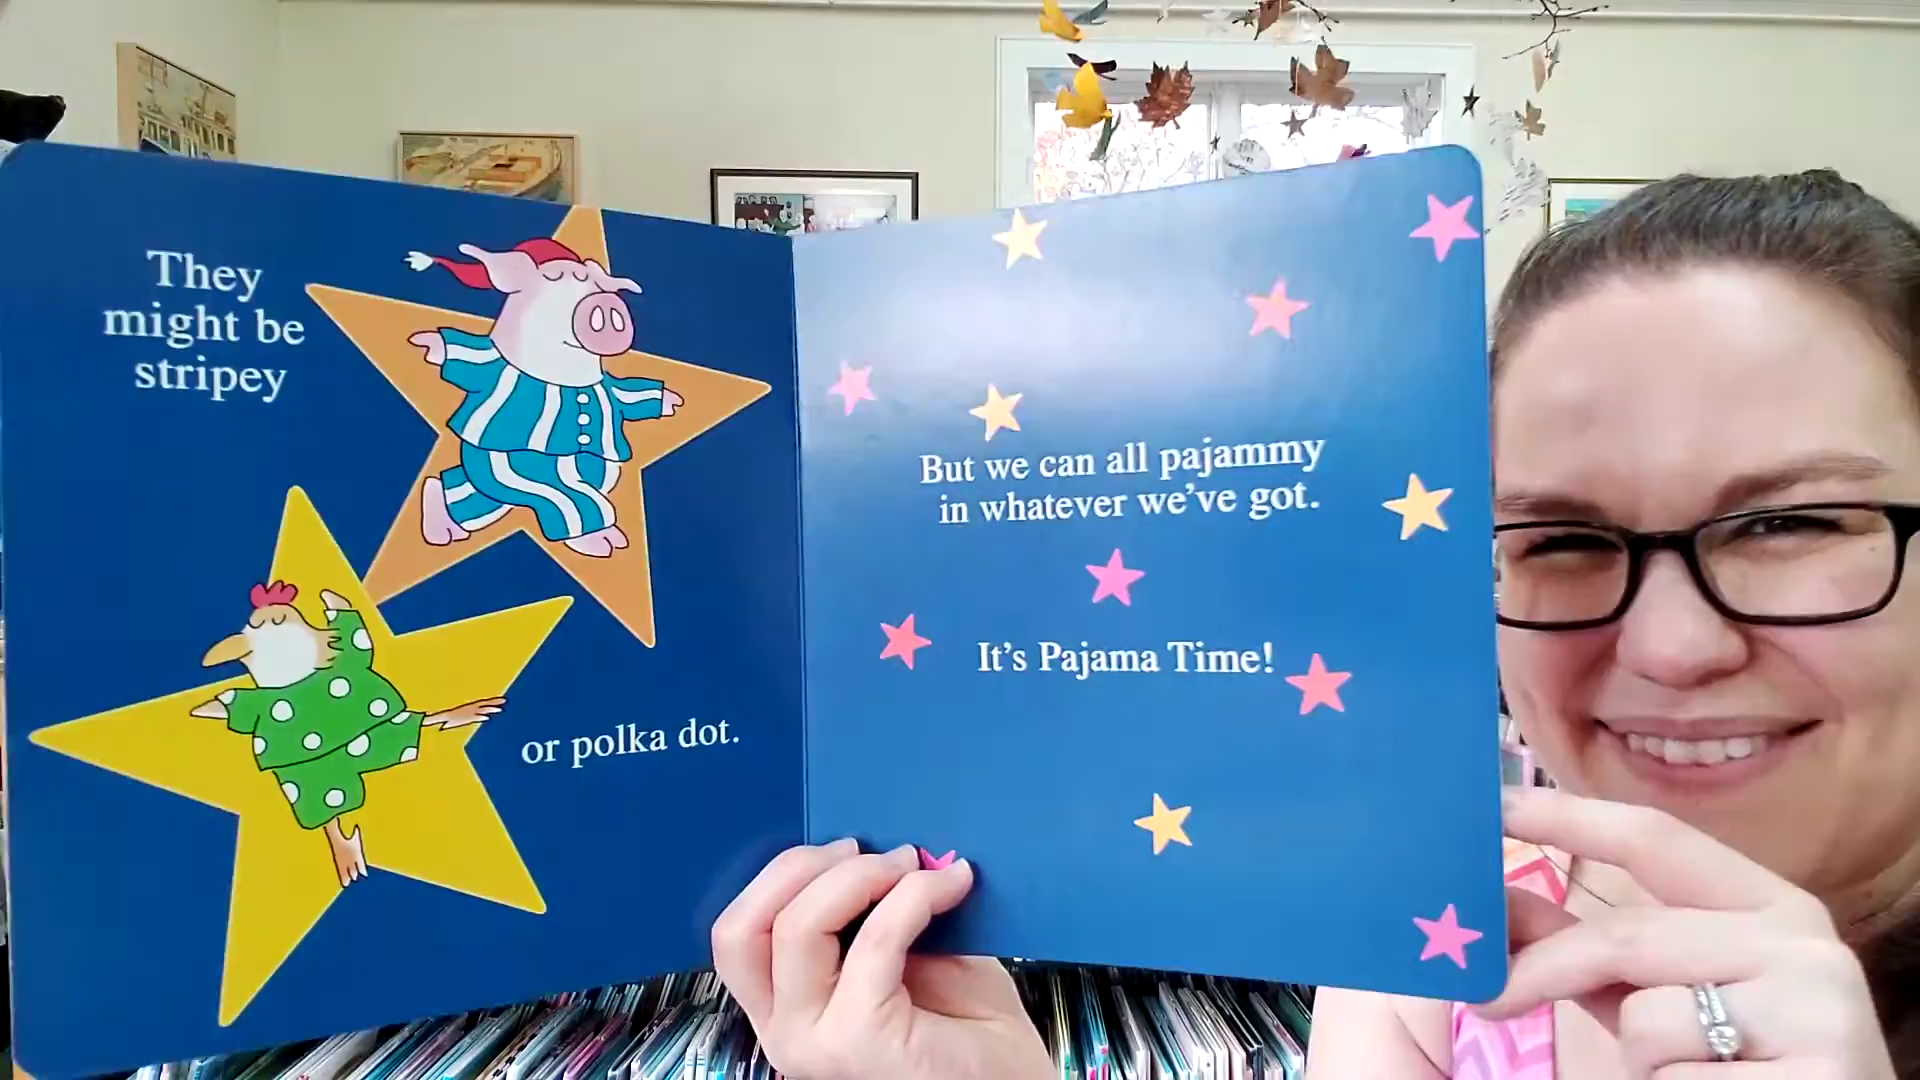 They
might be
stripey
or polka dot.
But we can all pajammy
in whatever we've got.
It's Pajama Time!